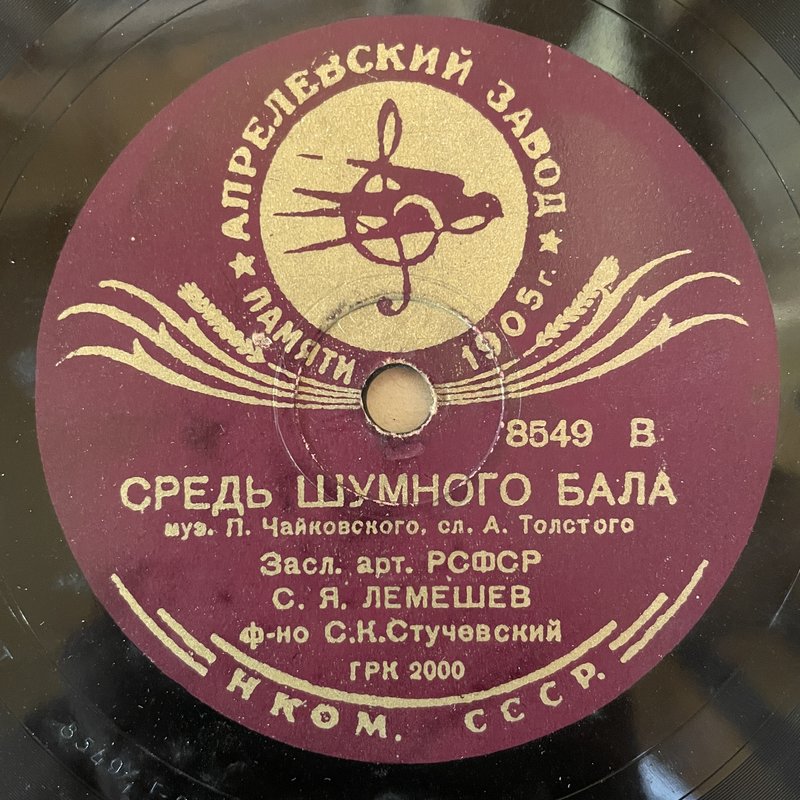 АПРЕЛЕВСКИЙ ЗАВОД
ПАМЯТИ 1905 г.
8549 В
СРЕДЬ ШУМНОГО БАЛА
муз. П. Чайковского, сл. А. Толстого
Засл. арт. РСФСР
С. Я. ЛЕМЕШЕВ
ф-но С.К.Стучевский
ГРК 2000
НКОМ. СССР.